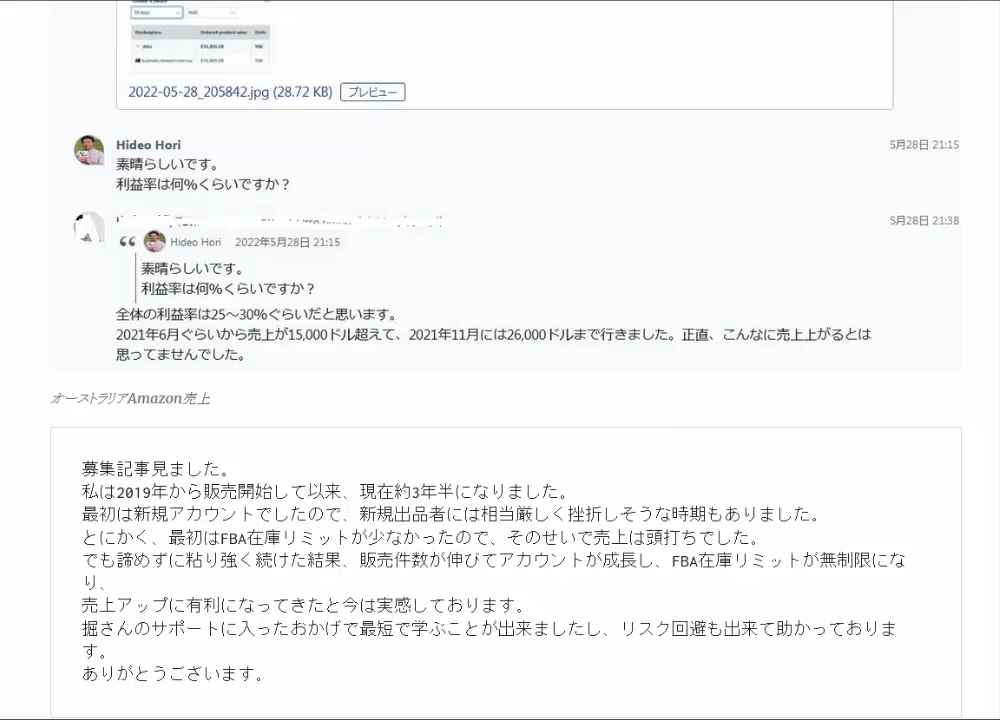 Ordered product sales
2022-05-28_205842.jpg (28.72 KB) プレビュー
Hideo Hori 5月28日 21:15
素晴らしいです。
利益率は何%くらいですか？
5月28日 21:38
Hideo Hori 2022年5月28日 21:15
素晴らしいです。
利益率は何%くらいですか？
全体の利益率は25〜30%ぐらいだと思います。
2021年6月ぐらいから売上が15,000ドル超えて、2021年11月には26,000ドルまで行きました。正直、こんなに売上上がるとは
思ってませんでした。
オーストラリアAmazon売上
募集記事見ました。
私は2019年から販売開始して以来、現在約3年半になりました。
最初は新規アカウントでしたので、新規出品者には相当厳しく挫折しそうな時期もありました。
とにかく、最初はFBA在庫リミットが少なかったので、そのせいで売上は頭打ちでした。
でも諦めずに粘り強く続けた結果、販売件数が伸びてアカウントが成長し、FBA在庫リミットが無制限にな
り、
売上アップに有利になってきたと今は実感しております。
掘さんのサポートに入ったおかげで最短で学ぶことが出来ましたし、リスク回避も出来て助かっておりま
す。
ありがとうございます。